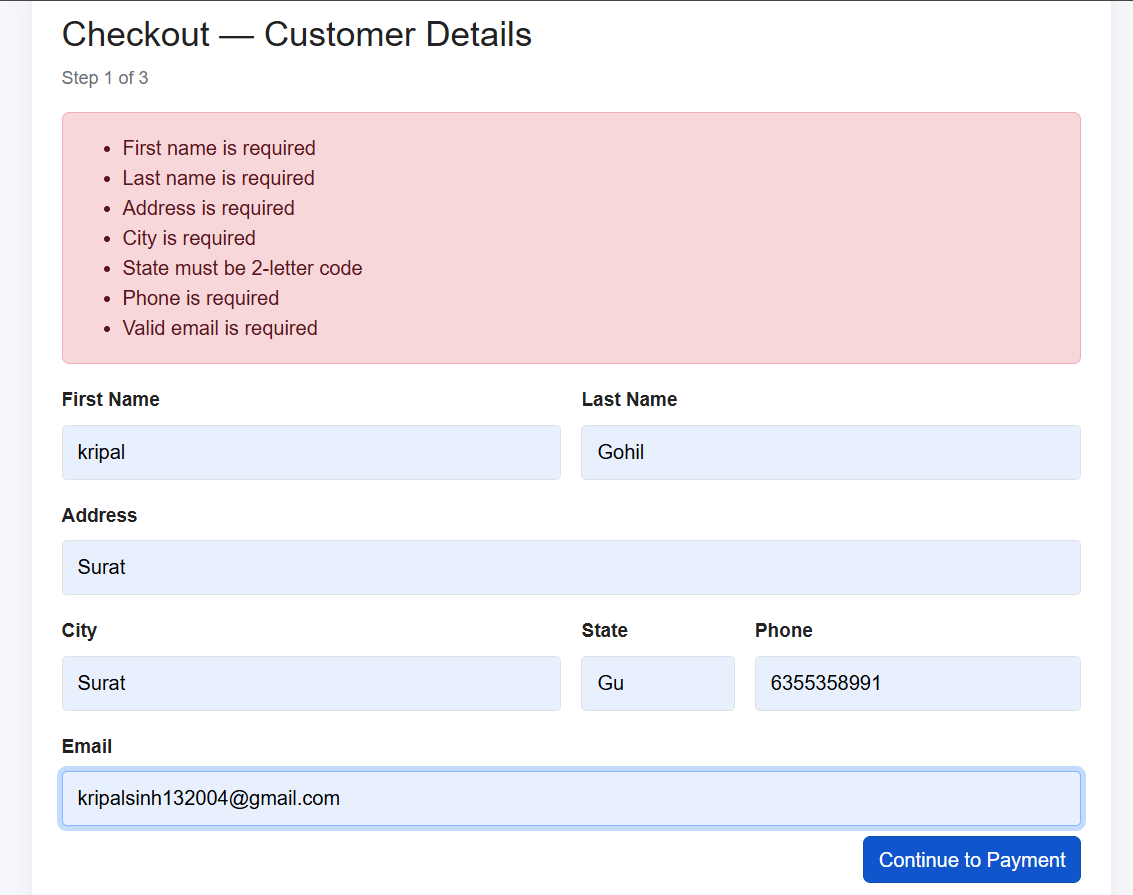 Checkout — Customer Details
Step 1 of 3
• First name is required
• Last name is required
• Address is required
• City is required
• State must be 2-letter code
• Phone is required
• Valid email is required
First Name Last Name
kripal Gohil
Address
Surat
City State Phone
Surat Gu 6355358991
Email
kripalsinh132004@gmail.com
Continue to Payment